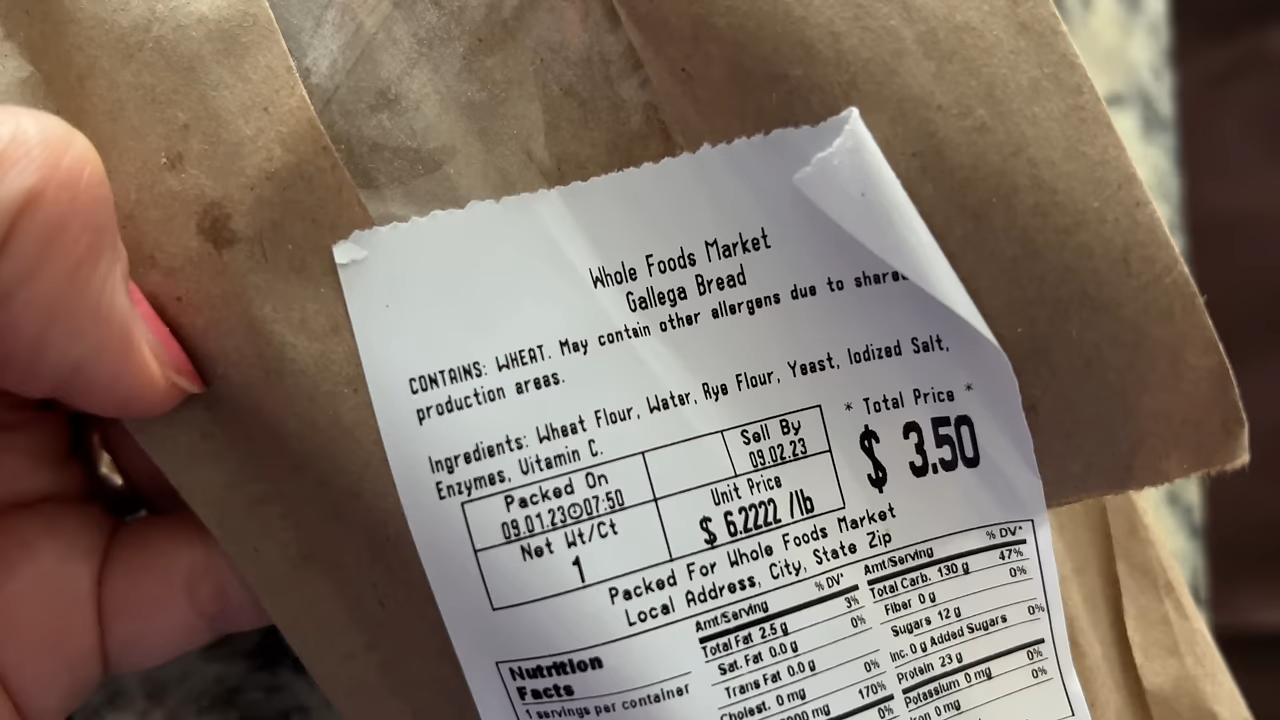 Whole Foods Market
Gallega Bread
CONTAINS: WHEAT. May contain other allergens due to
production areas.
Ingredients: Wheat Flour, Water, Rye Flour, Yeast, Iodized Salt,
Enzymes, Vitamin C.
Packed On
09.01.23 07:50
Sell By
09.02.23
* Total Price *
$ 3.50
Net Wt/Ct
1
Unit Price
$ 6.2222 /lb
Packed For Whole Foods Market
Local Address, City, State Zip
Nutrition
Facts
1 servings per container
Amt/Serving % DV*
Total Fat 2.5 g 3%
Sat. Fat 0.0 g 0%
Trans Fat 0.0 g
Cholest. 0 mg 0%
170%
0%
Amt/Serving % DV*
Total Carb. 130 g 47%
Fiber 0 g 0%
Sugars 12 g
Inc. 0 g Added Sugars 0%
Protein 23 g
Potassium 0 mg 0%
0 mg 0%